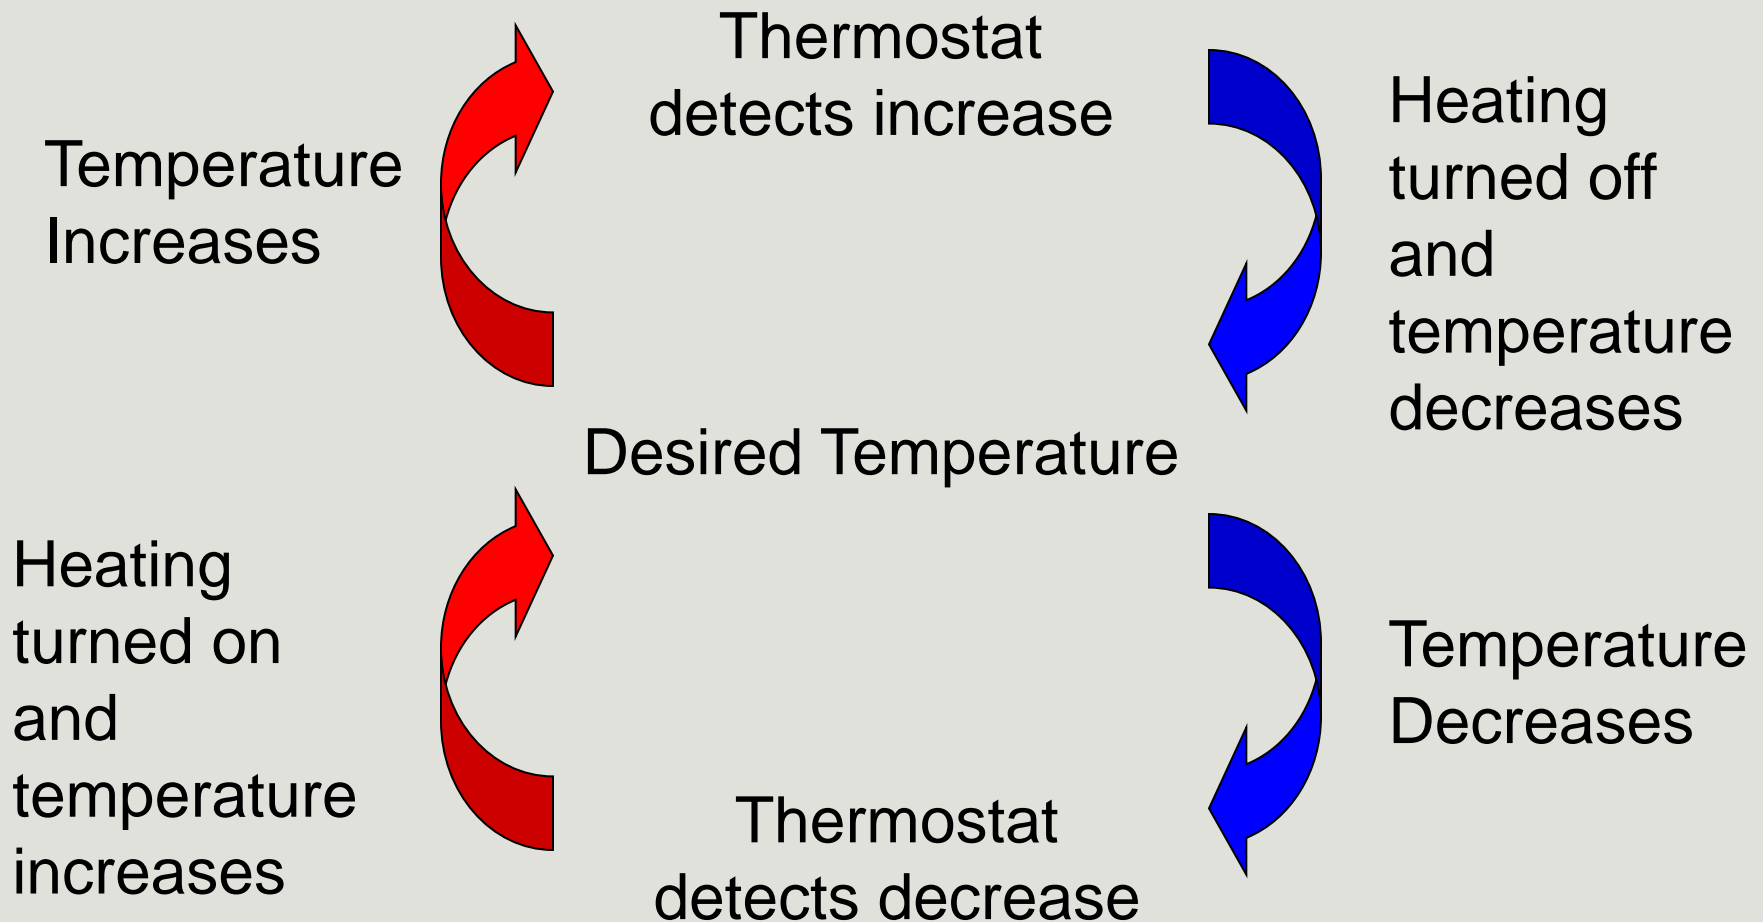 Thermostat
detects increase
Temperature
Increases
Heating
turned off
and
temperature
decreases
Desired Temperature
Heating
turned on
and
temperature
increases
Temperature
Decreases
Thermostat
detects decrease